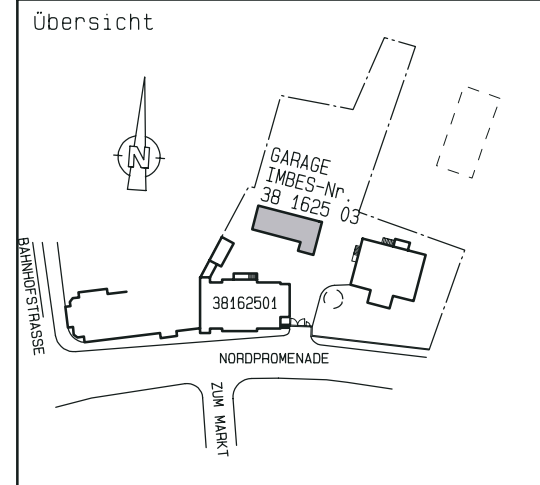 Übersicht
N
GARAGE
IMBES-Nr.
38 1625 03
BAHNHOFSTRASSE
38162501
NORDPROMENADE
ZUM MARKT